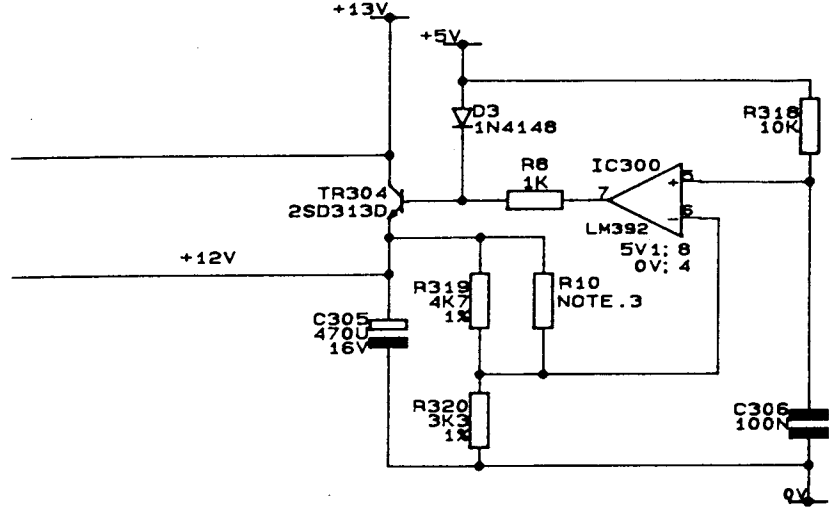 +13V
+5V
D3
1N4148
R318
10K
R8
1K
IC300
TR304
2SD313D
7
5
+
6
-
LM392
5V1: 8
0V: 4
+12V
R319
4K7
1%
R10
NOTE.3
C305
470U
16V
R320
3K3
1%
C306
100N
0V